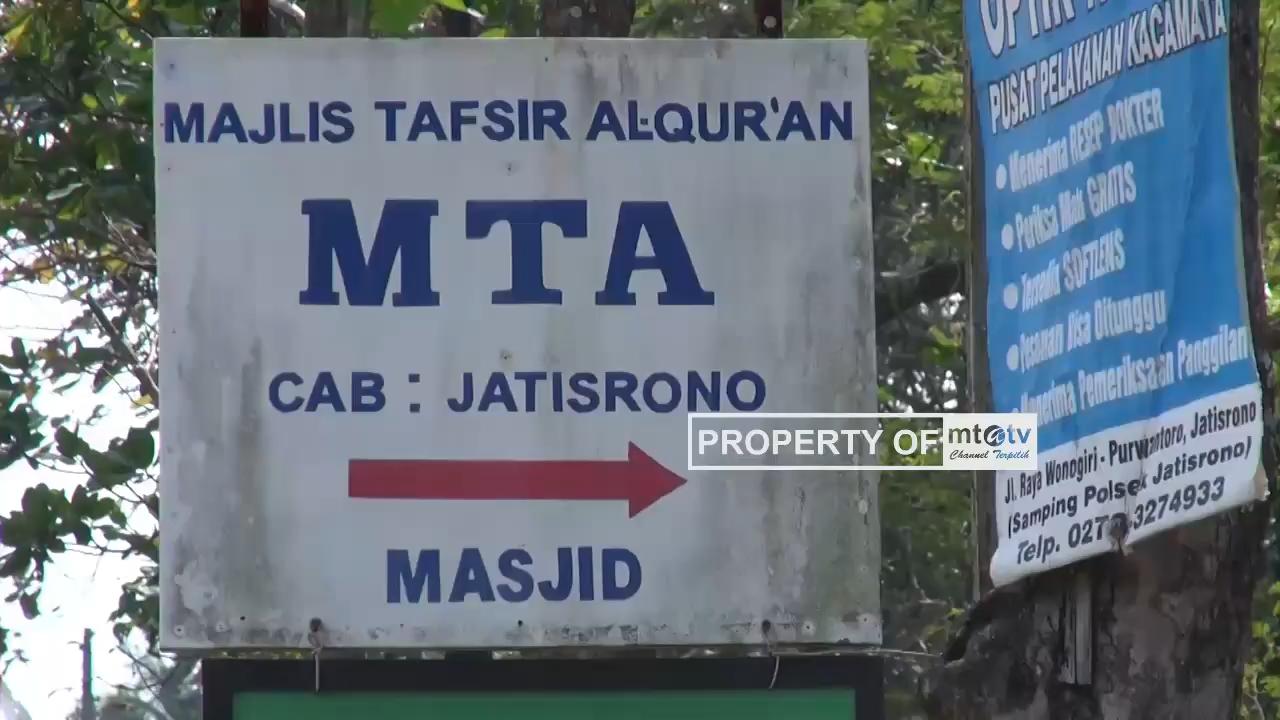 MAJLIS TAFSIR AL-QUR'AN
MTA
CAB : JATISRONO
MASJID
PROPERTY OF mtatv
Channel Terpilih
PUSAT PELAYANAN KACAMATA
• Menerima RESEP DOKTER
• Periksa Mata GRATIS
• Tersedia SOFTLENS
• Pesanan Bisa Ditunggu
• Menerima Pemeriksaan Panggilan
Jl. Raya Wonogiri - Purwantoro, Jatisrono
(Samping Polsek Jatisrono)
Telp. 3274933